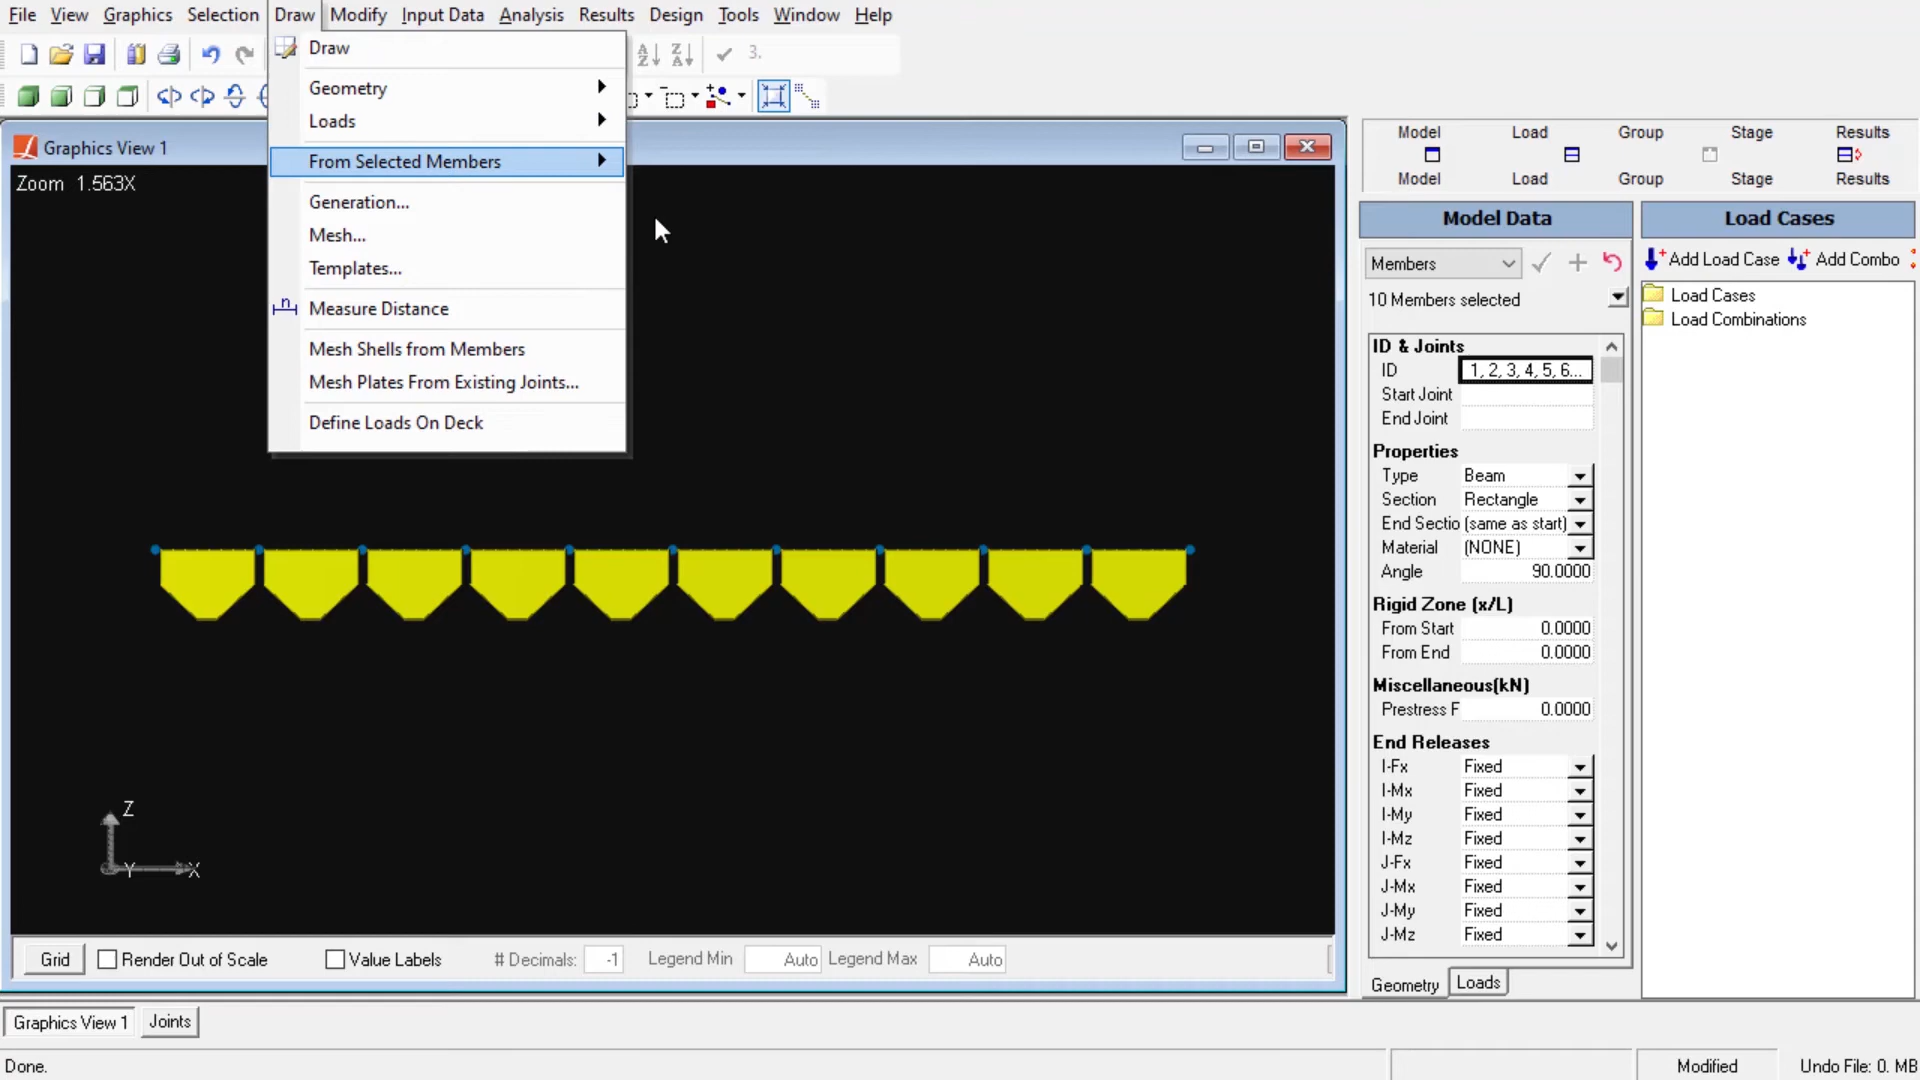 File View Graphics Selection Draw Modify Input Data Analysis Results Design Tools Window Help
Draw
3.
Geometry
Loads
From Selected Members
Generation...
Mesh...
Templates...
Measure Distance
Mesh Shells from Members
Mesh Plates From Existing Joints...
Define Loads On Deck
Graphics View 1
Zoom 1.563X
Z
Y X
Grid Render Out of Scale Value Labels # Decimals: -1 Legend Min Auto Legend Max Auto
Model Load Group Stage Results
Model Load Group Stage Results
Model Data
Members
10 Members selected
ID & Joints
ID 1, 2, 3, 4, 5, 6...
Start Joint
End Joint
Properties
Type Beam
Section Rectangle
End Sectio (same as start)
Material (NONE)
Angle 90.0000
Rigid Zone (x/L)
From Start 0.0000
From End 0.0000
Miscellaneous(kN)
Prestress F 0.0000
End Releases
I-Fx Fixed
I-Mx Fixed
I-My Fixed
I-Mz Fixed
J-Fx Fixed
J-Mx Fixed
J-My Fixed
J-Mz Fixed
Geometry Loads
Load Cases
Add Load Case Add Combo
Load Cases
Load Combinations
Graphics View 1 Joints
Done. Modified Undo File: 0. MB